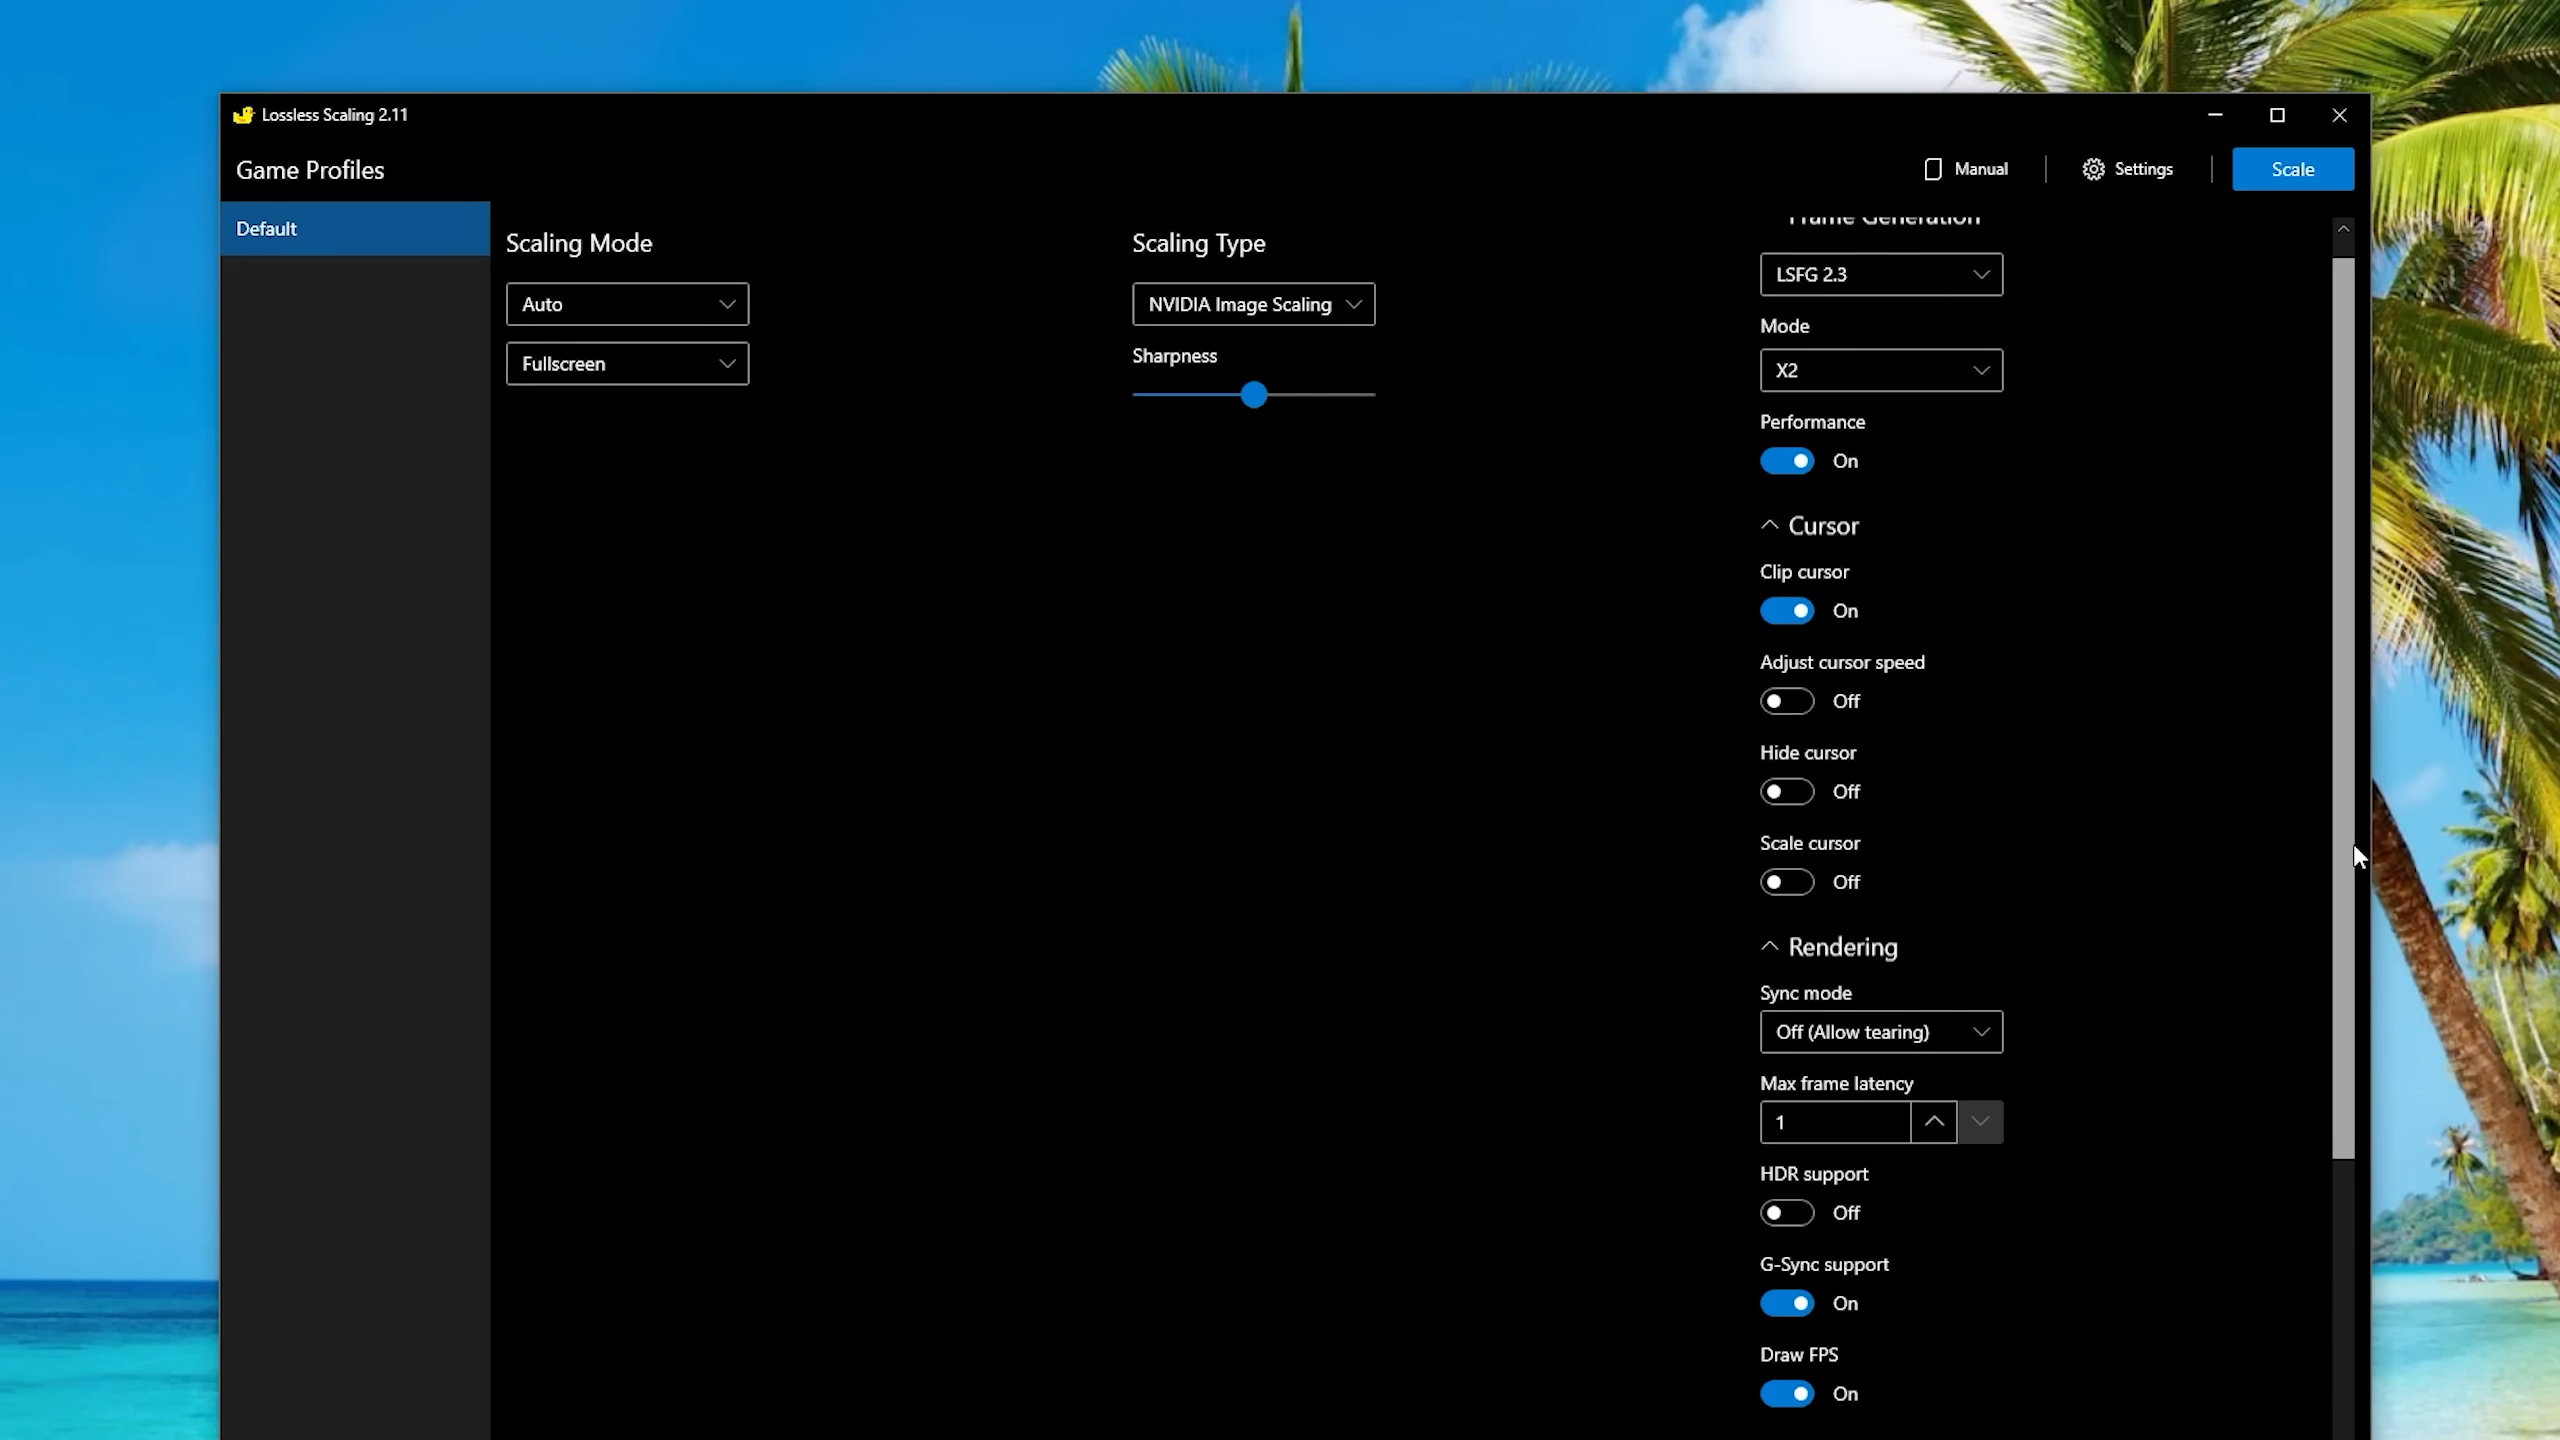 Lossless Scaling 2.11
Game Profiles
Manual
Settings
Scale
Default
Scaling Mode
Auto
Fullscreen
Scaling Type
NVIDIA Image Scaling
Sharpness
Frame Generation
LSFG 2.3
Mode
X2
Performance
On
Cursor
Clip cursor
On
Adjust cursor speed
Off
Hide cursor
Off
Scale cursor
Off
Rendering
Sync mode
Off (Allow tearing)
Max frame latency
1
HDR support
Off
G-Sync support
On
Draw FPS
On